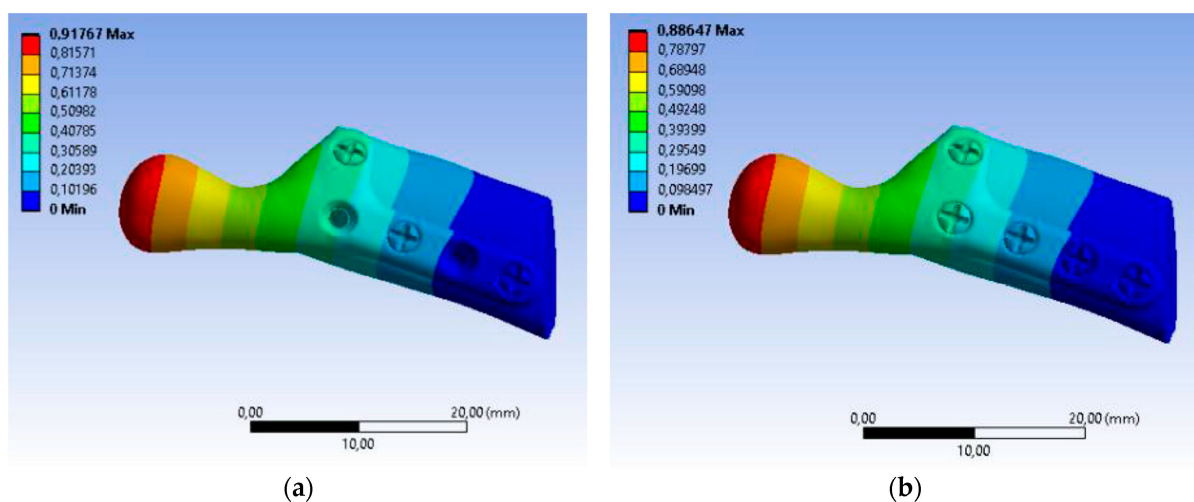 0,91767 Max
0,81571
0,71374
0,61178
0,50982
0,40785
0,30589
0,20393
0,10196
0 Min
0,00
20,00 (mm)
10,00
(a)
0,88647 Max
0,78797
0,68948
0,59098
0,49248
0,39399
0,29549
0,19699
0,098497
0 Min
0,00
20,00 (mm)
10,00
(b)